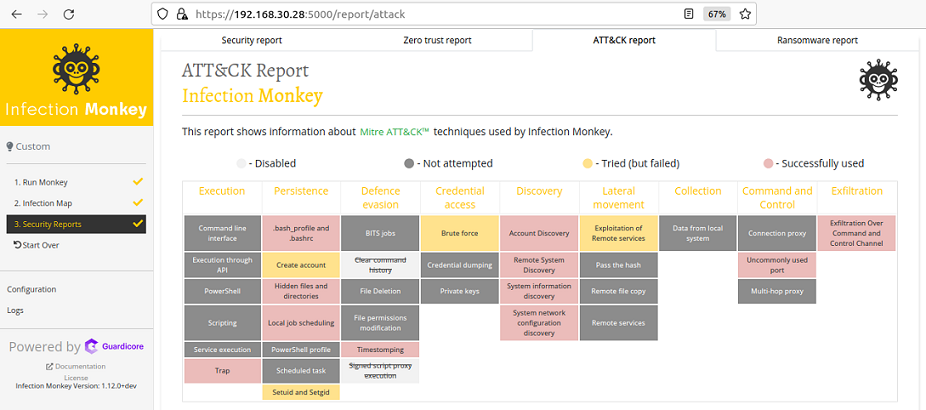 https://192.168.30.28:5000/report/attack
67%
Infection Monkey
Custom
1. Run Monkey
2. Infection Map
3. Security Reports
Start Over
Configuration
Logs
Powered by Guardicore
Documentation
License
Infection Monkey Version: 1.12.0+dev
Security report Zero trust report ATT&CK report Ransomware report
ATT&CK Report
Infection Monkey
This report shows information about Mitre ATT&CK™ techniques used by Infection Monkey.
- Disabled - Not attempted - Tried (but failed) - Successfully used
Execution
Command line
interface
Execution through
API
PowerShell
Scripting
Service execution
Trap
Persistence
.bash_profile and
.bashrc
Create account
Hidden files and
directories
Local job scheduling
PowerShell profile
Scheduled task
Setuid and Setgid
Defence
evasion
BITS jobs
Clear command
history
File Deletion
File permissions
modification
Timestomping
Signed script proxy
execution
Credential
access
Brute force
Credential dumping
Private keys
Discovery
Account Discovery
Remote System
Discovery
System information
discovery
System network
configuration
discovery
Lateral
movement
Exploitation of
Remote services
Pass the hash
Remote file copy
Remote services
Collection
Data from local
system
Command and
Control
Connection proxy
Uncommonly used
port
Multi-hop proxy
Exfiltration
Exfiltration Over
Command and
Control Channel